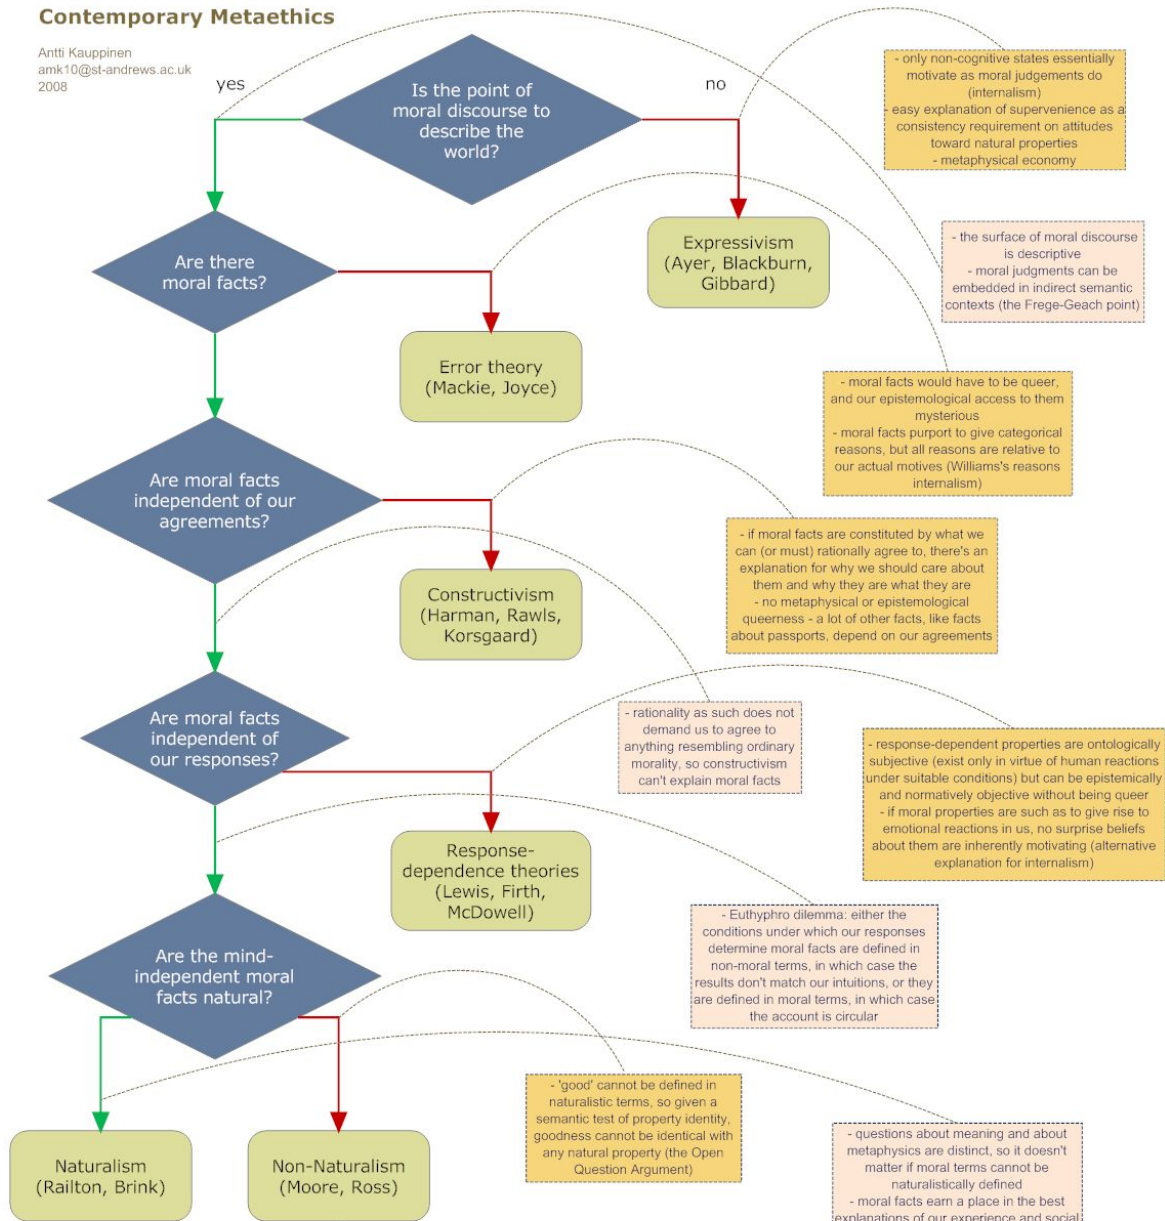 Contemporary Metaethics
Antti Kauppinen
amk10@st-andrews.ac.uk
2008
yes
no
Is the point of
moral discourse to
describe the
world?
- only non-cognitive states essentially
motivate as moral judgements do
(internalism)
- easy explanation of supervenience as a
consistency requirement on attitudes
toward natural properties
- metaphysical economy
Are there
moral facts?
Expressivism
(Ayer, Blackburn,
Gibbard)
- the surface of moral discourse
is descriptive
- moral judgments can be
embedded in indirect semantic
contexts (the Frege-Geach point)
Error theory
(Mackie, Joyce)
- moral facts would have to be queer,
and our epistemological access to them
mysterious
- moral facts purport to give categorical
reasons, but all reasons are relative to
our actual motives (Williams's reasons
internalism)
Are moral facts
independent of our
agreements?
Constructivism
(Harman, Rawls,
Korsgaard)
- if moral facts are constituted by what we
can (or must) rationally agree to, there's an
explanation for why we should care about
them and why they are what they are
- no metaphysical or epistemological
queerness - a lot of other facts, like facts
about passports, depend on our agreements
Are moral facts
independent of
our responses?
- rationality as such does not
demand us to agree to
anything resembling ordinary
morality, so constructivism
can't explain moral facts
- response-dependent properties are ontologically
subjective (exist only in virtue of human reactions
under suitable conditions) but can be epistemically
and normatively objective without being queer
- if moral properties are such as to give rise to
emotional reactions in us, no surprise beliefs
about them are inherently motivating (alternative
explanation for internalism)
Response-
dependence theories
(Lewis, Firth,
McDowell)
- Euthyphro dilemma: either the
conditions under which our responses
determine moral facts are defined in
non-moral terms, in which case the
results don't match our intuitions, or they
are defined in moral terms, in which case
the account is circular
Are the mind-
independent moral
facts natural?
- 'good' cannot be defined in
naturalistic terms, so given a
semantic test of property identity,
goodness cannot be identical with
any natural property (the Open
Question Argument)
Naturalism
(Railton, Brink)
Non-Naturalism
(Moore, Ross)
- questions about meaning and about
metaphysics are distinct, so it doesn't
matter if moral terms cannot be
naturalistically defined
- moral facts earn a place in the best
explanations of our experience and social